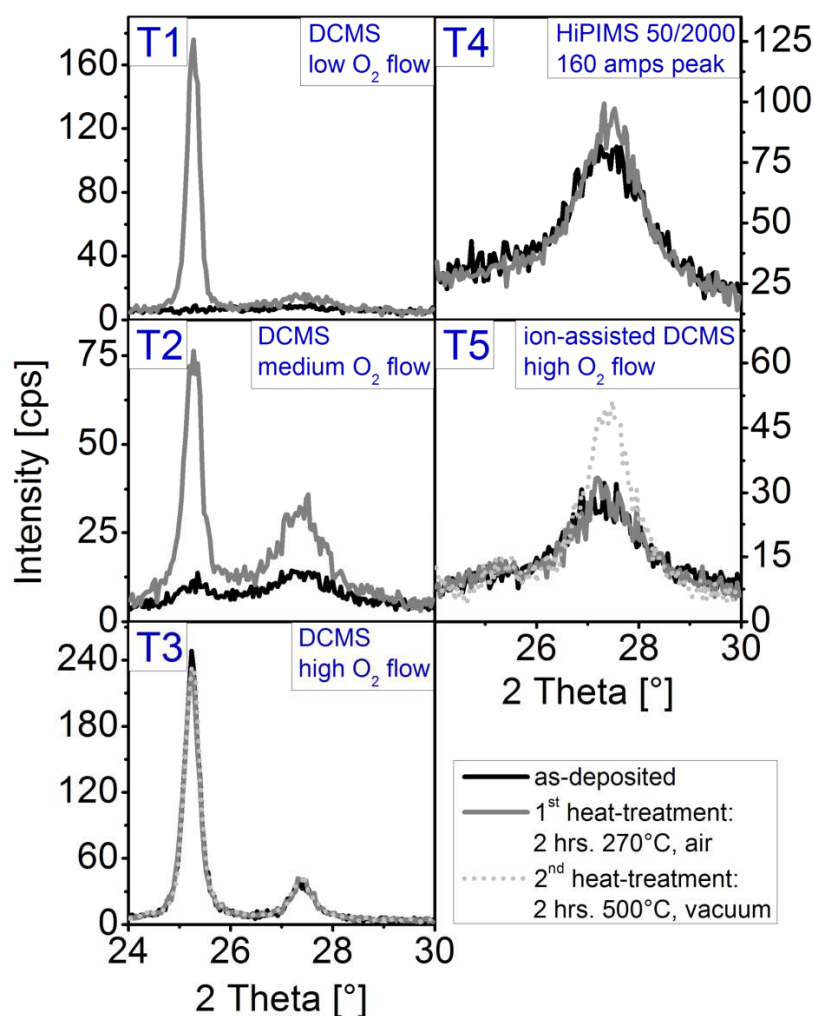 T1
DCMS
low O₂ flow
160
120
80
40
0
T4
HiPIMS 50/2000
160 amps peak
125
100
75
50
25
T2
DCMS
medium O₂ flow
75
50
25
0
T5
ion-assisted DCMS
high O₂ flow
60
45
30
15
0
26 28 30
2 Theta [°]
Intensity [cps]
T3
DCMS
high O₂ flow
240
180
120
60
0
24 26 28 30
2 Theta [°]
as-deposited
1ˢᵗ heat-treatment:
2 hrs. 270°C, air
2ⁿᵈ heat-treatment:
2 hrs. 500°C, vacuum